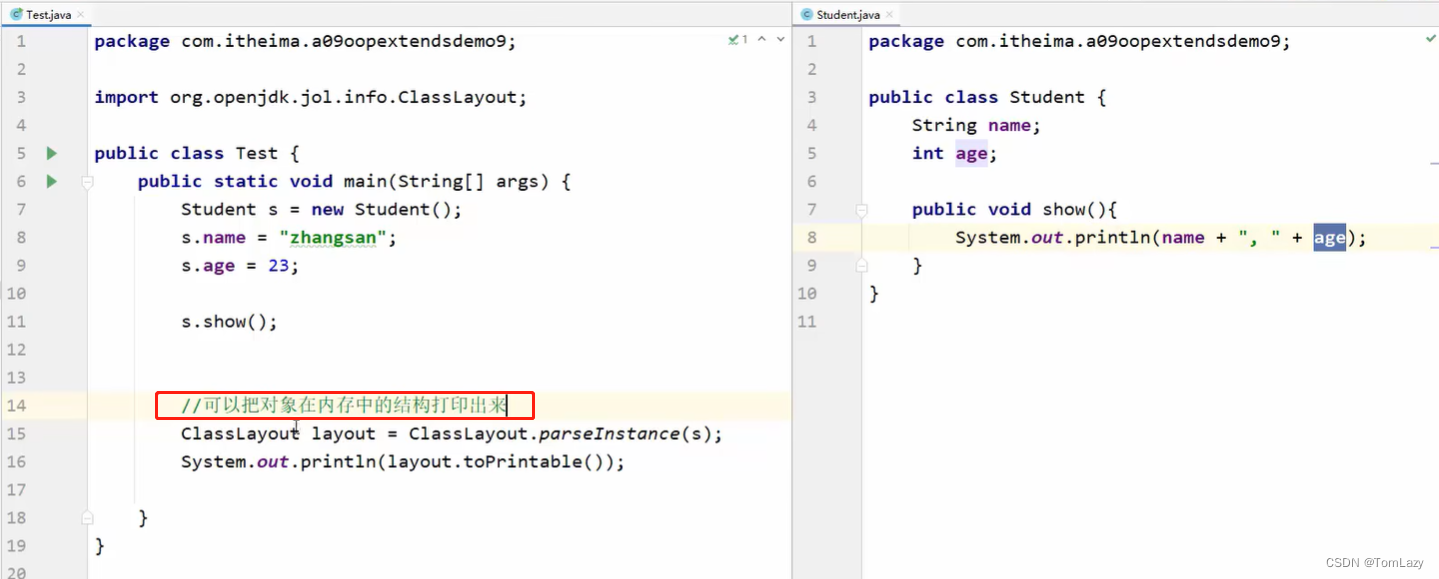 Test.java
1 package com.itheima.a09oopextendsdemo9;
1
2
3 import org.openjdk.jol.info.ClassLayout;
4
5 public class Test {
6 public static void main(String[] args) {
7 Student s = new Student();
8 s.name = "zhangsan";
9 s.age = 23;
10
11 s.show();
12
13
14 //可以把对象在内存中的结构打印出来
15 ClassLayout layout = ClassLayout.parseInstance(s);
16 System.out.println(layout.toPrintable());
17
18 }
19 }
20
Student.java
1 package com.itheima.a09oopextendsdemo9;
2
3 public class Student {
4 String name;
5 int age;
6
7 public void show(){
8 System.out.println(name + ", " + age);
9 }
10 }
11
CSDN @TomLazy